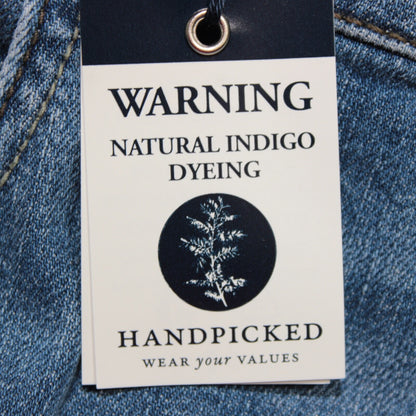 WARNING
NATURAL INDIGO
DYEING
HANDPICKED
WEAR your VALUES